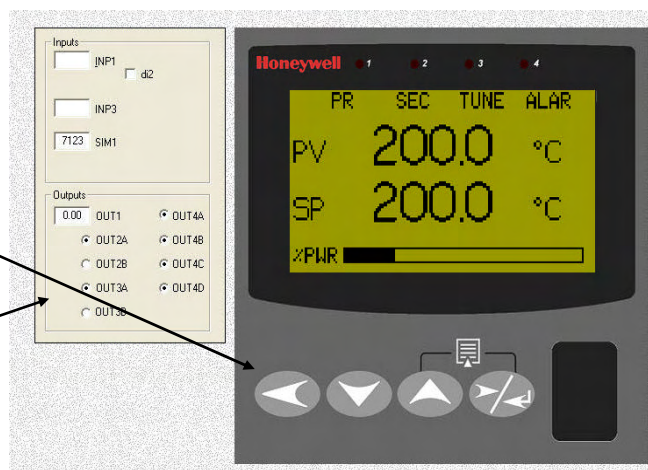 Inputs
INP1
di2
INP3
7123 SIM1
Outputs
0.00 OUT1 OUT4A
OUT2A OUT4B
OUT2B OUT4C
OUT3A OUT4D
OUT3B
Honeywell 1 2 3 4
PR SEC TUNE ALAR
PV 200.0 °C
SP 200.0 °C
%PWR